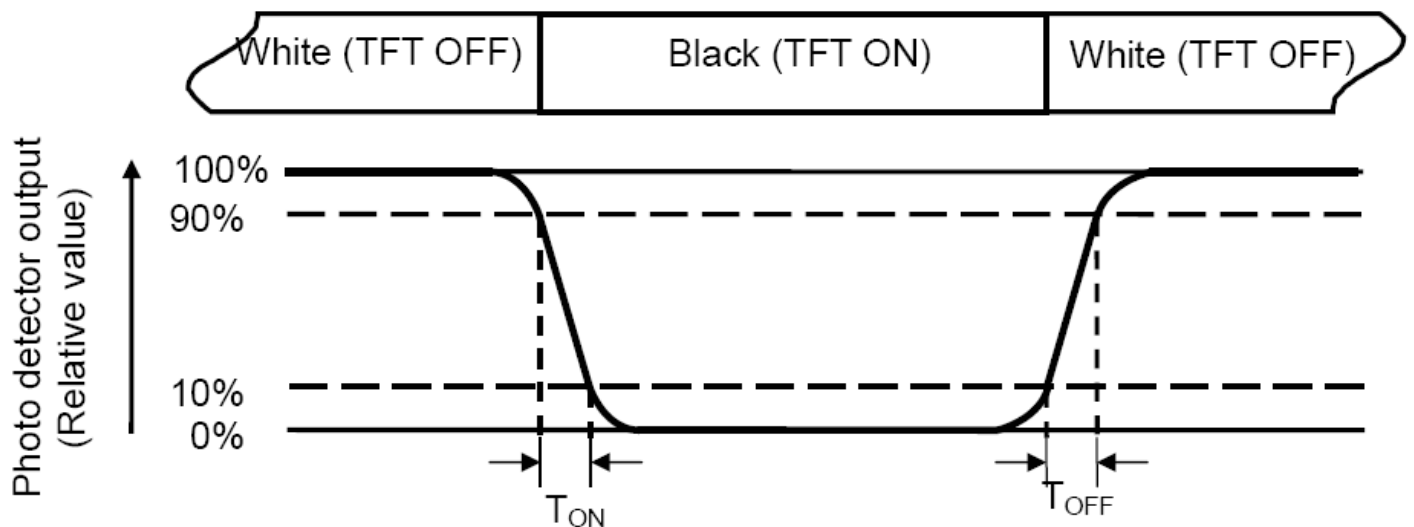 White (TFT OFF) Black (TFT ON) White (TFT OFF)
Photo detector output
(Relative value)
100%
90%
10%
0%
TON TOFF